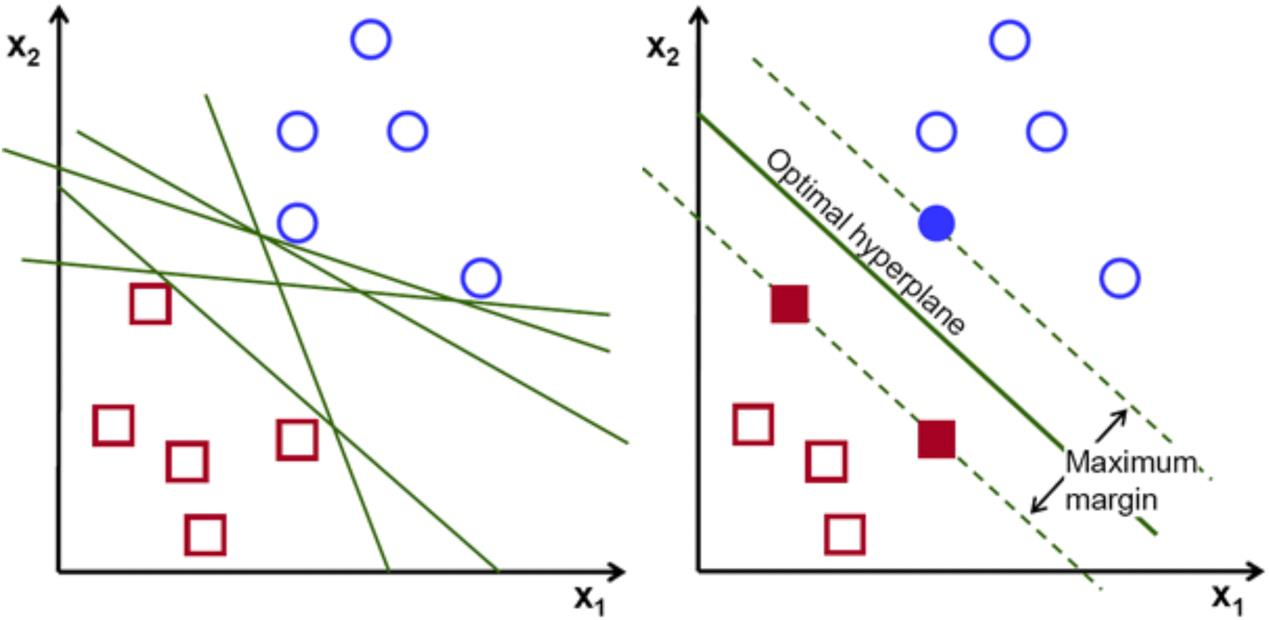 x₂
x₁
x₂
Optimal hyperplane
Maximum
margin
x₁